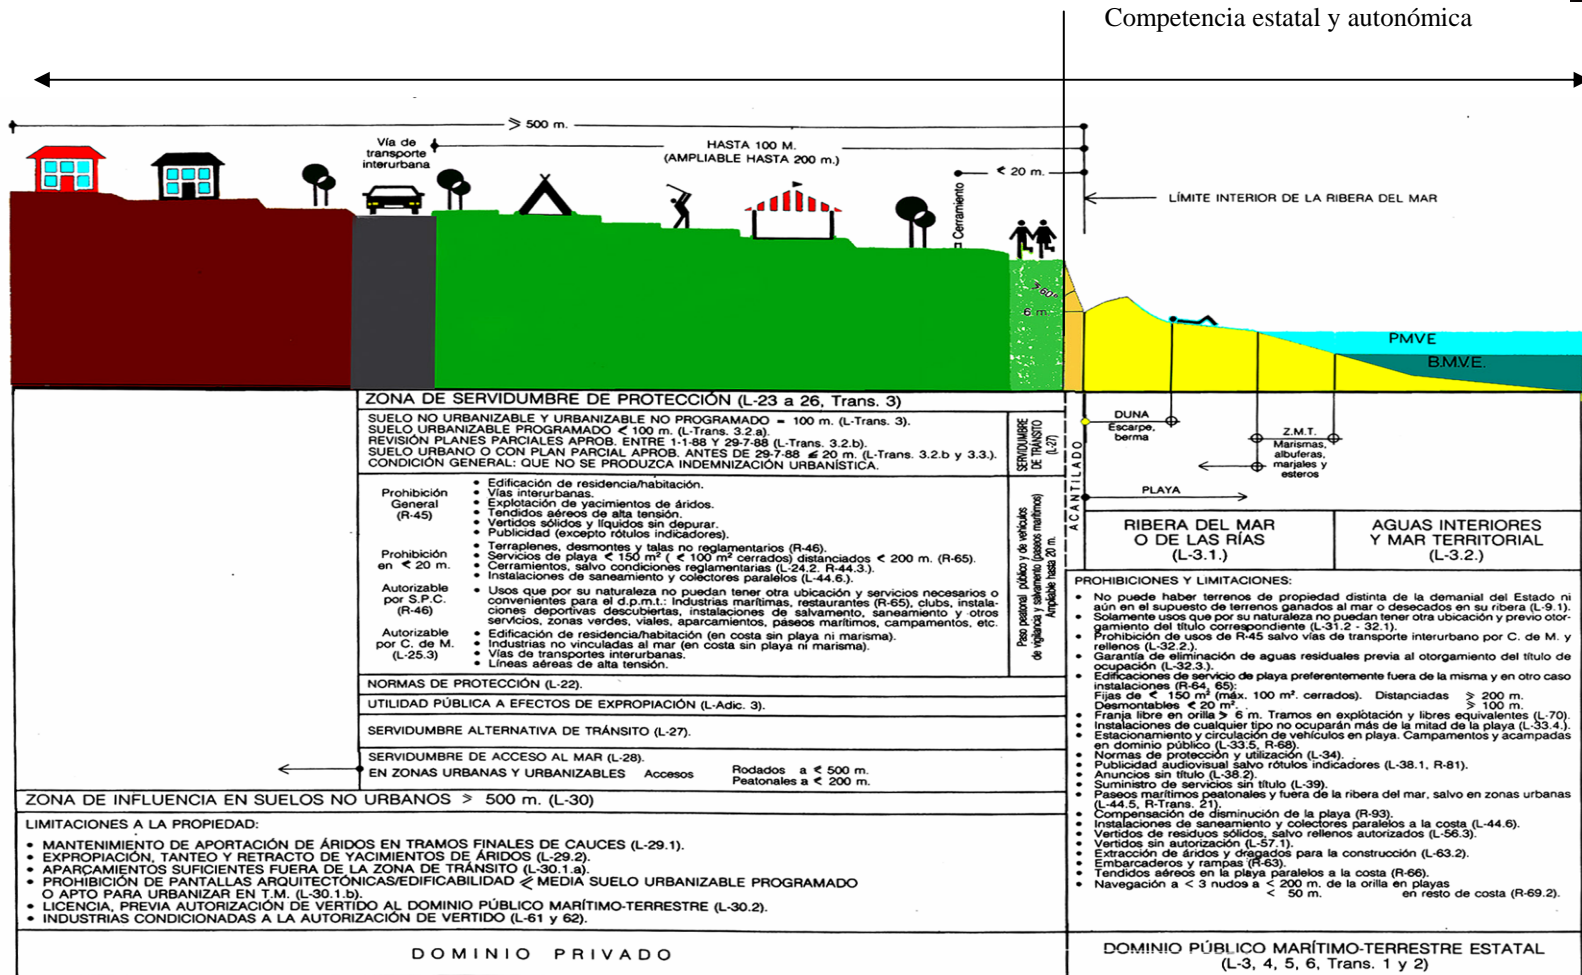 Competencia estatal y autonómica
⩾ 500 m.
Vía de
transporte
interurbana
HASTA 100 M.
(AMPLIABLE HASTA 200 m.)
< 20 m.
Cerramiento
LÍMITE INTERIOR DE LA RIBERA DEL MAR
>60°
6 m.
PMVE
B.M.V.E.
ZONA DE SERVIDUMBRE DE PROTECCIÓN (L-23 a 26, Trans. 3)
SUELO NO URBANIZABLE Y URBANIZABLE NO PROGRAMADO = 100 m. (L-Trans. 3).
SUELO URBANIZABLE PROGRAMADO < 100 m. (L-Trans. 3.2.a).
REVISIÓN PLANES PARCIALES APROB. ENTRE 1-1-88 Y 29-7-88 (L-Trans. 3.2.b).
SUELO URBANO O CON PLAN PARCIAL APROB. ANTES DE 29-7-88 ⩽ 20 m. (L-Trans. 3.2.b y 3.3.).
CONDICIÓN GENERAL: QUE NO SE PRODUZCA INDEMNIZACIÓN URBANÍSTICA.
SERVIDUMBRE
DE TRÁNSITO
(L-27)
Prohibición
General
(R-45)
• Edificación de residencia/habitación.
• Vías interurbanas.
• Explotación de yacimientos de áridos.
• Tendidos aéreos de alta tensión.
• Vertidos sólidos y líquidos sin depurar.
• Publicidad (excepto rótulos indicadores).
• Terraplenes, desmontes y talas no reglamentarios (R-46).
Prohibición
en < 20 m.
• Servicios de playa < 150 m² ( < 100 m² cerrados) distanciados < 200 m. (R-65).
• Cerramientos, salvo condiciones reglamentarias (L-24.2. R-44.3.).
• Instalaciones de saneamiento y colectores paralelos (L-44.6.).
Autorizable
por S.P.C.
(R-46)
• Usos que por su naturaleza no puedan tener otra ubicación y servicios necesarios o
convenientes para el d.p.m.t.: Industrias marítimas, restaurantes (R-65), clubs, instala-
ciones deportivas descubiertas, instalaciones de salvamento, saneamiento y otros
servicios, zonas verdes, viales, aparcamientos, paseos marítimos, campamentos, etc.
Autorizable
por C. de M.
(L-25.3)
• Edificación de residencia/habitación (en costa sin playa ni marisma).
• Industrias no vinculadas al mar (en costa sin playa ni marisma).
• Vías de transportes interurbanas.
• Líneas aéreas de alta tensión.
Paso peatonal público y de vehículos
de vigilancia y salvamento (paseos marítimos)
Ampliable hasta 20 m.
NORMAS DE PROTECCIÓN (L-22).
UTILIDAD PÚBLICA A EFECTOS DE EXPROPIACIÓN (L-Adic. 3).
SERVIDUMBRE ALTERNATIVA DE TRÁNSITO (L-27).
SERVIDUMBRE DE ACCESO AL MAR (L-28).
EN ZONAS URBANAS Y URBANIZABLES Accesos Rodados a < 500 m.
Peatonales a < 200 m.
ZONA DE INFLUENCIA EN SUELOS NO URBANOS ⩾ 500 m. (L-30)
LIMITACIONES A LA PROPIEDAD:
• MANTENIMIENTO DE APORTACIÓN DE ÁRIDOS EN TRAMOS FINALES DE CAUCES (L-29.1).
• EXPROPIACIÓN, TANTEO Y RETRACTO DE YACIMIENTOS DE ÁRIDOS (L-29.2).
• APARCAMIENTOS SUFICIENTES FUERA DE LA ZONA DE TRÁNSITO (L-30.1.a).
• PROHIBICIÓN DE PANTALLAS ARQUITECTÓNICAS/EDIFICABILIDAD ⩽ MEDIA SUELO URBANIZABLE PROGRAMADO
O APTO PARA URBANIZAR EN T.M. (L-30.1.b).
• LICENCIA, PREVIA AUTORIZACIÓN DE VERTIDO AL DOMINIO PÚBLICO MARÍTIMO-TERRESTRE (L-30.2).
• INDUSTRIAS CONDICIONADAS A LA AUTORIZACIÓN DE VERTIDO (L-61 y 62).
DOMINIO PRIVADO
ACANTILADO
DUNA
Escarpe,
berma
Z.M.T.
Marismas,
albuferas,
marjales y
esteros
PLAYA
RIBERA DEL MAR
O DE LAS RÍAS
(L-3.1.)
AGUAS INTERIORES
Y MAR TERRITORIAL
(L-3.2.)
PROHIBICIONES Y LIMITACIONES:
• No puede haber terrenos de propiedad distinta de la demanial del Estado ni
aún en el supuesto de terrenos ganados al mar o desecados en su ribera (L-9.1).
• Solamente usos que por su naturaleza no puedan tener otra ubicación y previo otor-
gamiento del título correspondiente (L-31.2 - 32.1).
• Prohibición de usos de R-45 salvo vías de transporte interurbano por C. de M. y
rellenos (L-32.2.).
• Garantía de eliminación de aguas residuales previa al otorgamiento del título de
ocupación (L-32.3.).
• Edificaciones de servicio de playa preferentemente fuera de la misma y en otro caso
instalaciones (R-64, 65):
Fijas de < 150 m² (máx. 100 m². cerrados). Distanciadas ⩾ 200 m.
Desmontables < 20 m². ⩾ 100 m.
• Franja libre en orilla > 6 m. Tramos en explotación y libres equivalentes (L-70).
• Instalaciones de cualquier tipo no ocuparán más de la mitad de la playa (L-33.4.).
• Estacionamiento y circulación de vehículos en playa. Campamentos y acampadas
en dominio público (L-33.5, R-68).
• Normas de protección y utilización (L-34).
• Publicidad audiovisual salvo rótulos indicadores (L-38.1, R-81).
• Anuncios sin título (L-38.2).
• Suministro de servicios sin título (L-39).
• Paseos marítimos peatonales y fuera de la ribera del mar, salvo en zonas urbanas
(L-44.5, R-Trans. 21).
• Compensación de disminución de la playa (R-93).
• Instalaciones de saneamiento y colectores paralelos a la costa (L-44.6).
• Vertidos de residuos sólidos, salvo rellenos autorizados (L-56.3).
• Vertidos sin autorización (L-57.1).
• Extracción de áridos y dragados para la construcción (L-63.2).
• Embarcaderos y rampas (R-63).
• Tendidos aéreos en la playa paralelos a la costa (R-66).
• Navegación a < 3 nudos a < 200 m. de la orilla en playas
< 50 m. en resto de costa (R-69.2).
DOMINIO PÚBLICO MARÍTIMO-TERRESTRE ESTATAL
(L-3, 4, 5, 6, Trans. 1 y 2)